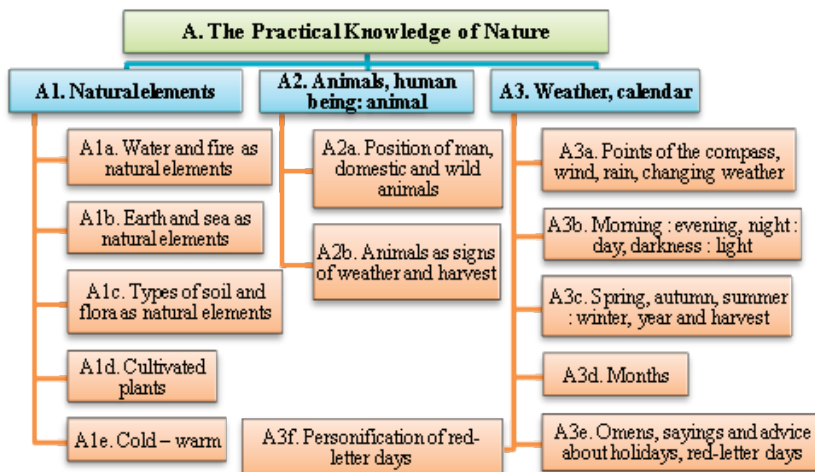 A. The Practical Knowledge of Nature
A1. Natural elements
A1a. Water and fire as
natural elements
A1b. Earth and sea as
natural elements
A1c. Types of soil and
flora as natural elements
A1d. Cultivated
plants
A1e. Cold – warm
A2. Animals, human
being: animal
A2a. Position of man,
domestic and wild
animals
A2b. Animals as signs
of weather and harvest
A3. Weather, calendar
A3a. Points of the compass,
wind, rain, changing weather
A3b. Morning : evening, night :
day, darkness : light
A3c. Spring, autumn, summer
: winter, year and harvest
A3d. Months
A3e. Omens, sayings and advice
about holidays, red-letter days
A3f. Personification of red-
letter days